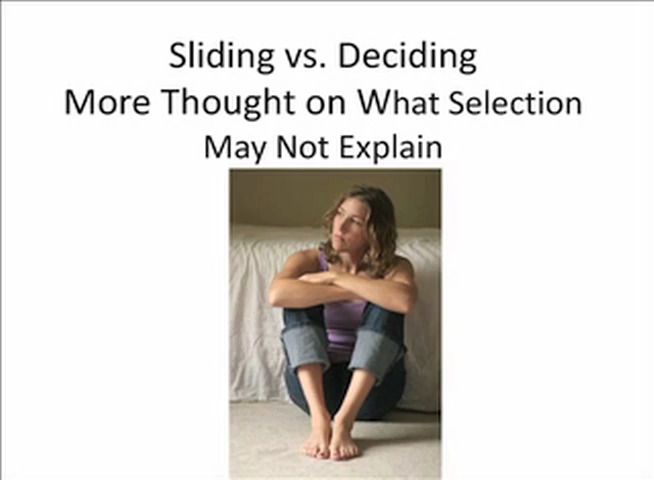 Sliding vs. Deciding
More Thought on What Selection
May Not Explain